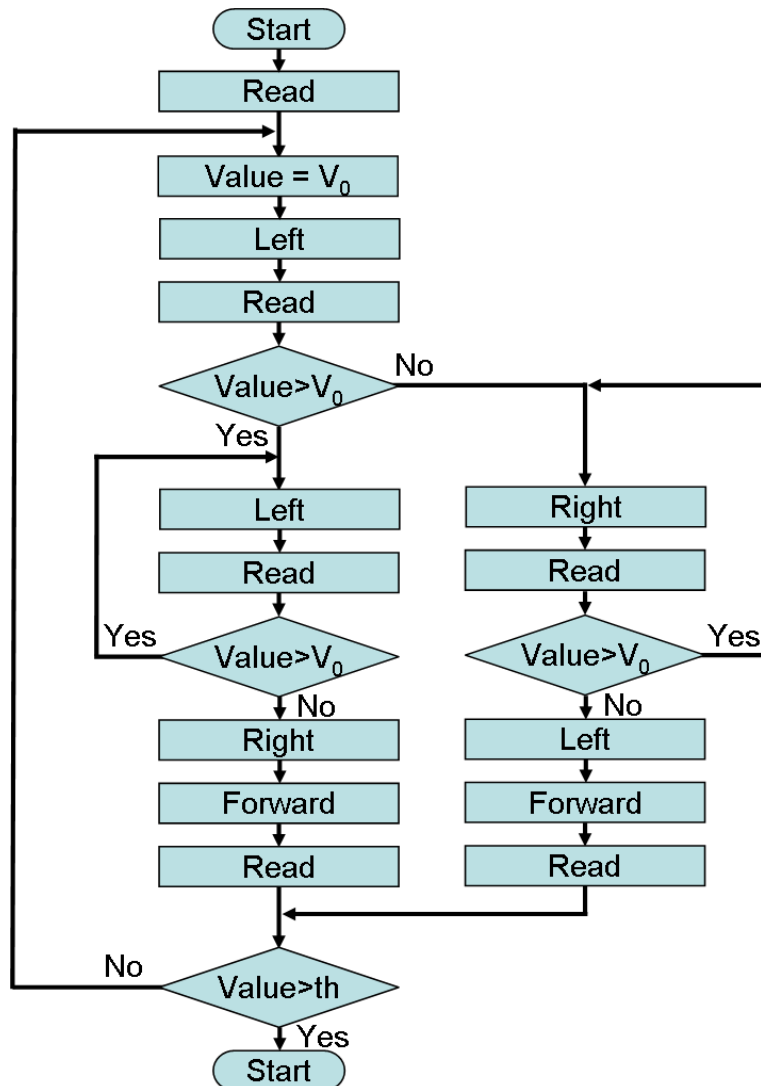 Start
Read
Value = V₀
Left
Read
Value>V₀
No
Yes
Left
Read
Value>V₀
Yes
No
Right
Forward
Read
Right
Read
Value>V₀
Yes
No
Left
Forward
Read
Value>th
No
Yes
Start